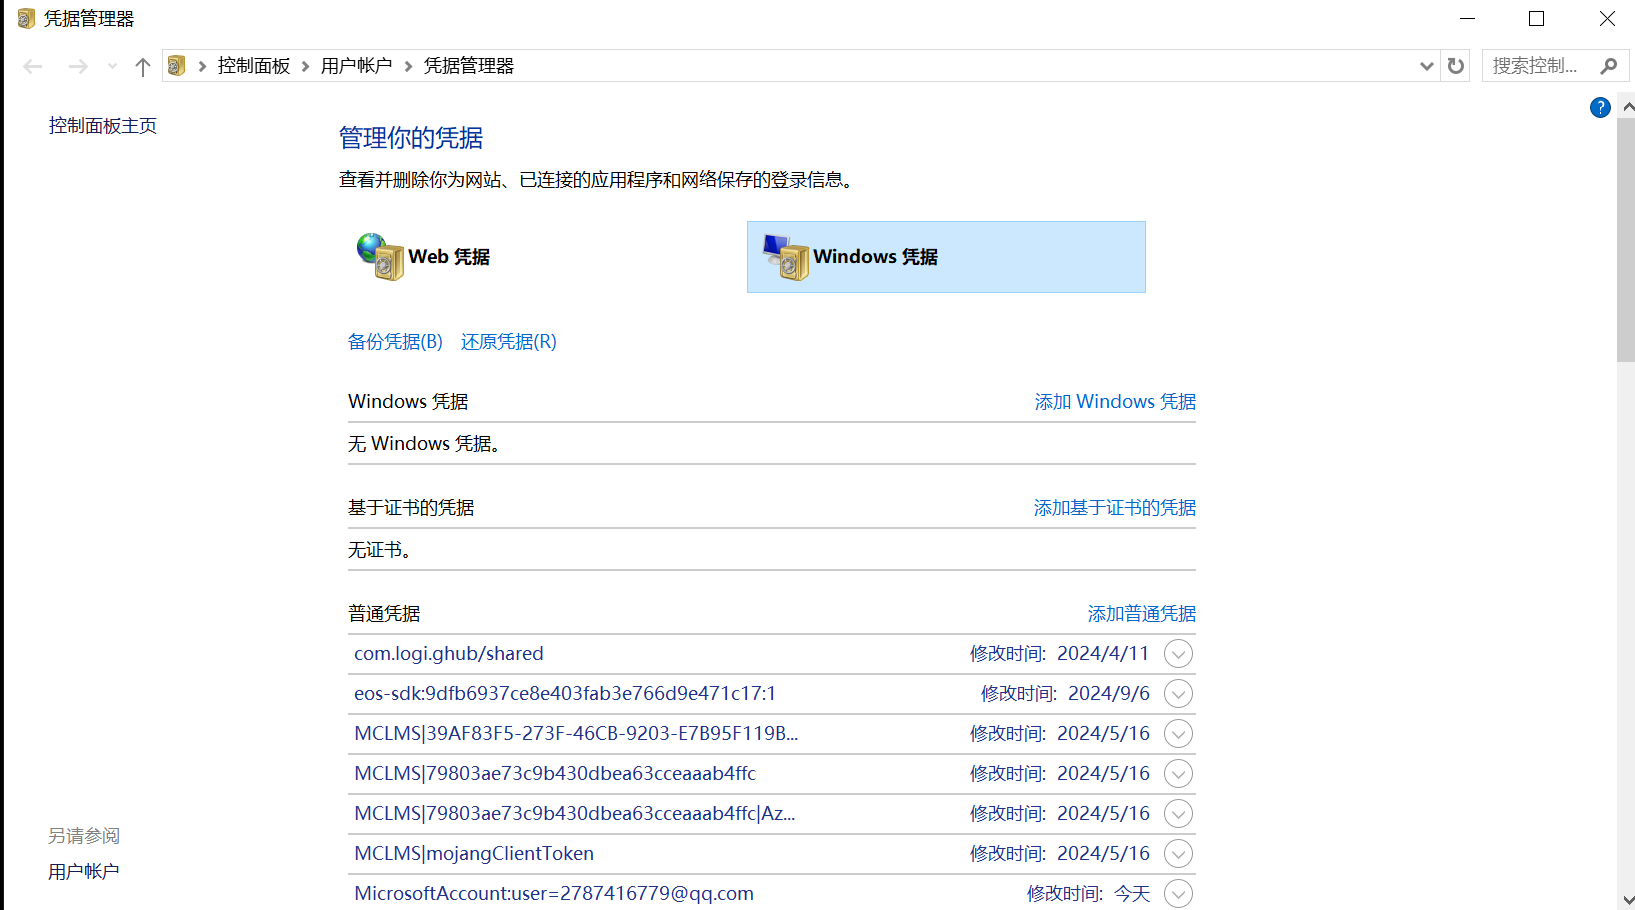 凭据管理器
控制面板 用户帐户 凭据管理器 搜索控制...
控制面板主页
管理你的凭据
查看并删除你为网站、已连接的应用程序和网络保存的登录信息。
Web 凭据 Windows 凭据
备份凭据(B) 还原凭据(R)
Windows 凭据 添加 Windows 凭据
无 Windows 凭据。
基于证书的凭据 添加基于证书的凭据
无证书。
普通凭据 添加普通凭据
com.logi.ghub/shared 修改时间: 2024/4/11
eos-sdk:9dfb6937ce8e403fab3e766d9e471c17:1 修改时间: 2024/9/6
MCLMS|39AF83F5-273F-46CB-9203-E7B95F119B... 修改时间: 2024/5/16
MCLMS|79803ae73c9b430dbea63cceaaab4ffc 修改时间: 2024/5/16
MCLMS|79803ae73c9b430dbea63cceaaab4ffc|Az... 修改时间: 2024/5/16
MCLMS|mojangClientToken 修改时间: 2024/5/16
MicrosoftAccount:user=2787416779@qq.com 修改时间: 今天
另请参阅
用户帐户